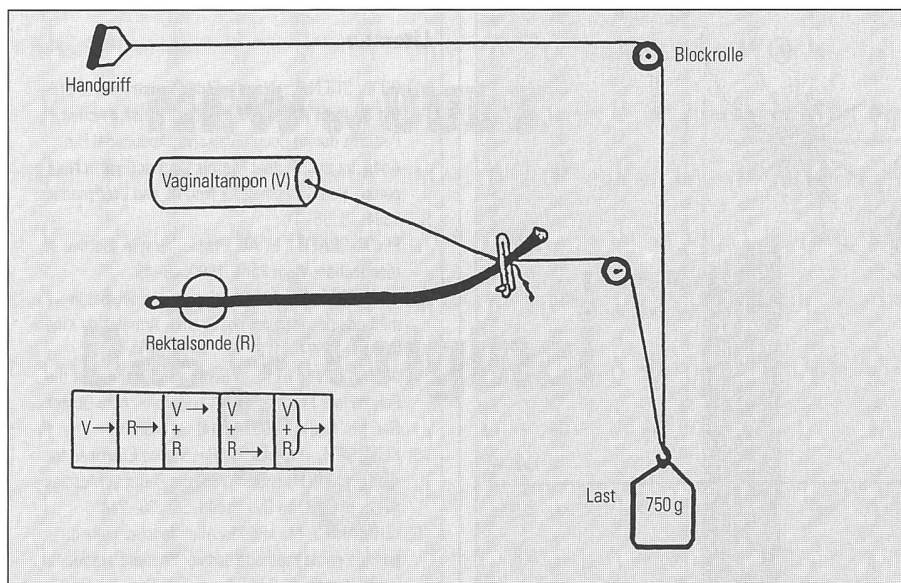 Handgriff
Blockrolle
Vaginaltampon (V)
Rektalsonde (R)
V→ R→ V→ V V
+ + + →
R R→ R
Last
750 g